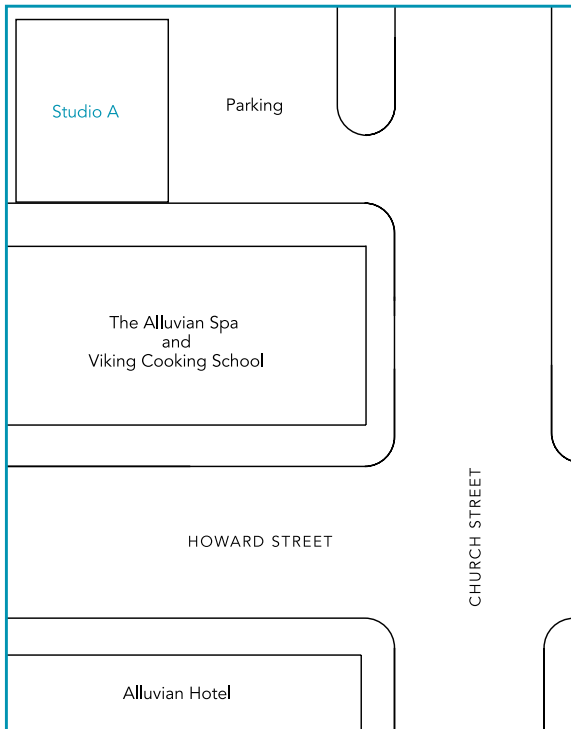 Studio A
Parking
The Alluvian Spa
and
Viking Cooking School
HOWARD STREET
CHURCH STREET
Alluvian Hotel